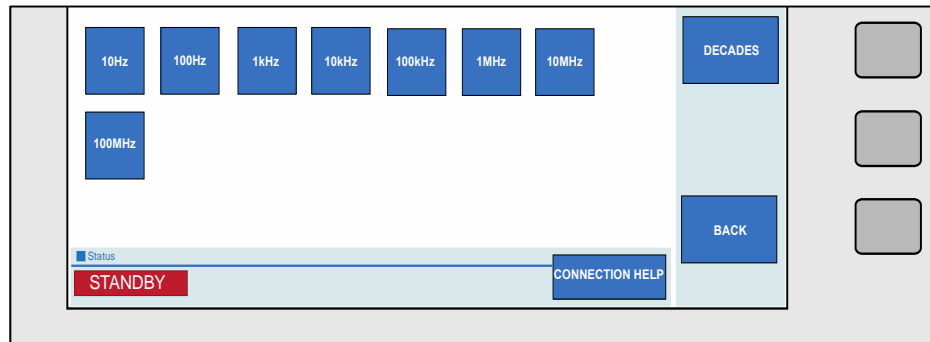 10Hz
100Hz
1kHz
10kHz
100kHz
1MHz
10MHz
DECADES
100MHz
BACK
Status
STANDBY
CONNECTION HELP